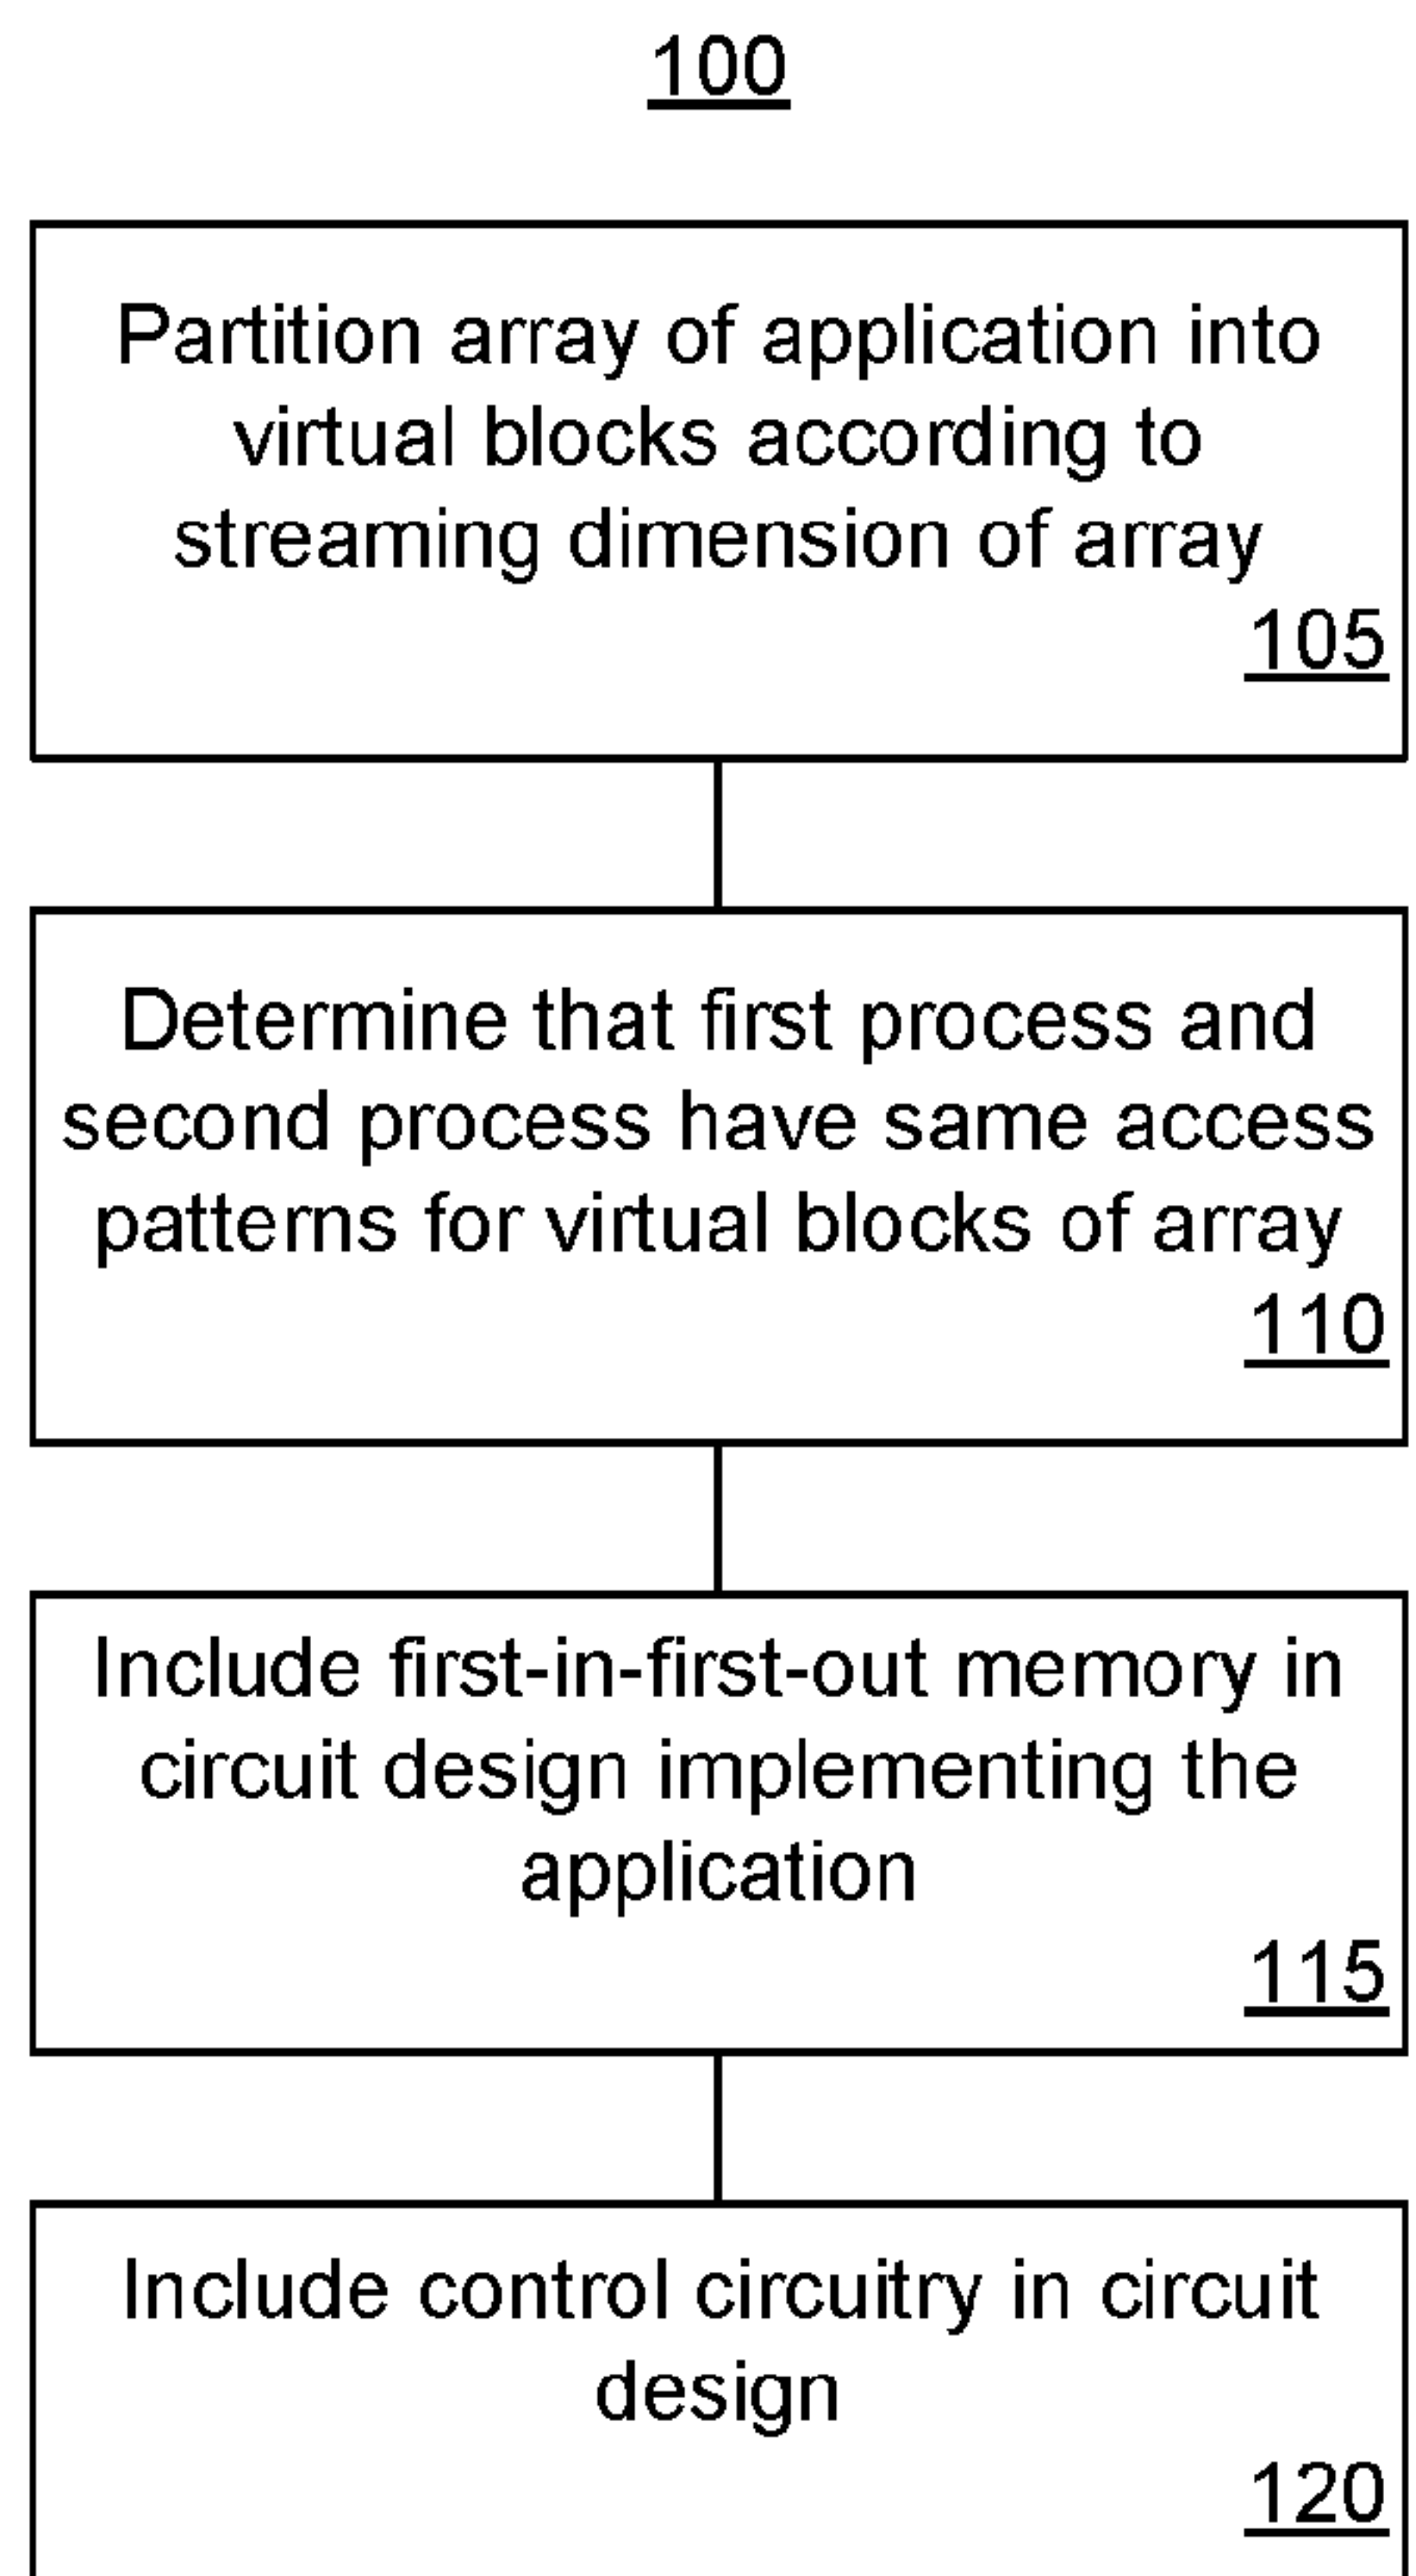 100
Partition array of application into
virtual blocks according to
streaming dimension of array
105
Determine that first process and
second process have same access
patterns for virtual blocks of array
110
Include first-in-first-out memory in
circuit design implementing the
application
115
Include control circuitry in circuit
design
120